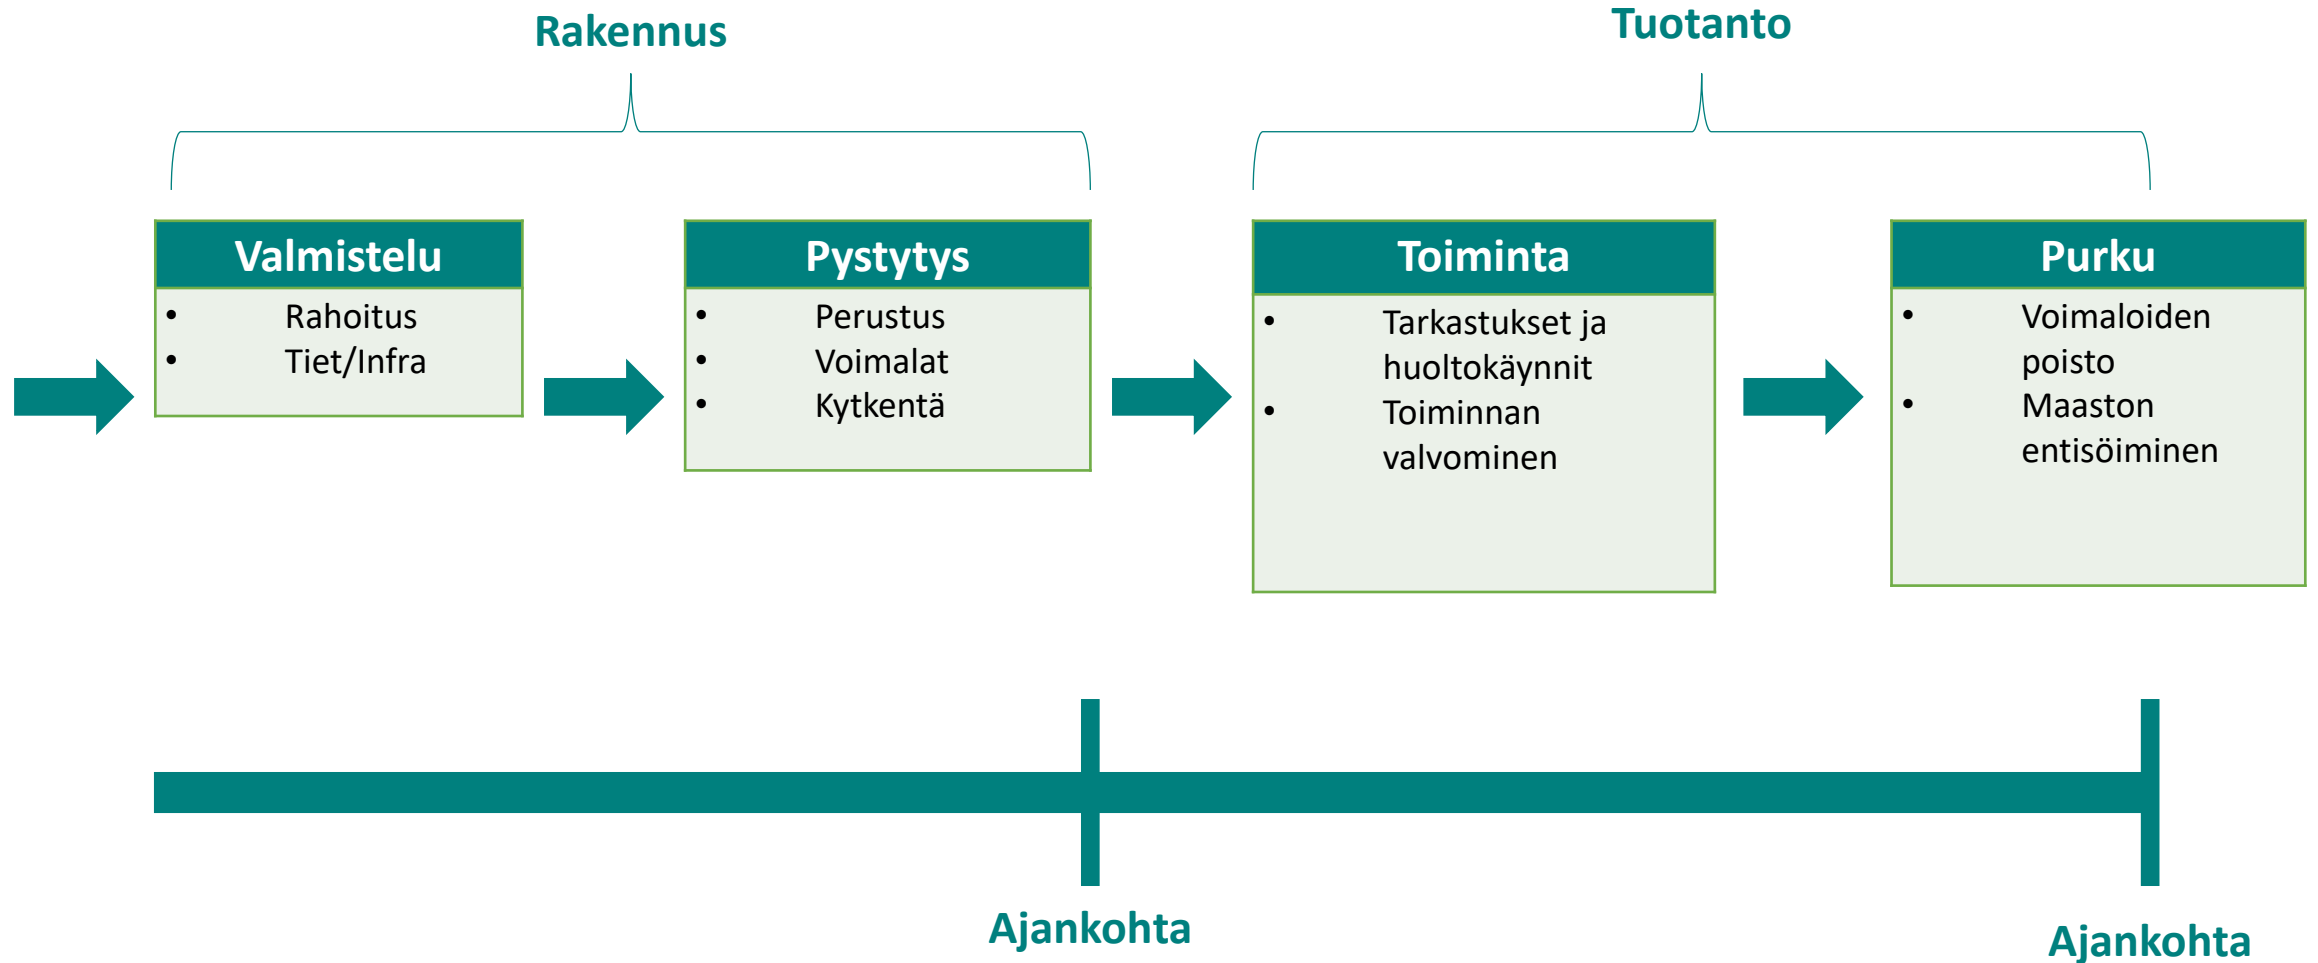 Rakennus
Tuotanto
Valmistelu
• Rahoitus
• Tiet/Infra
Pystytys
• Perustus
• Voimalat
• Kytkentä
Toiminta
• Tarkastukset ja
huoltokäynnit
• Toiminnan
valvominen
Purku
• Voimaloiden
poisto
• Maaston
entisöiminen
Ajankohta
Ajankohta